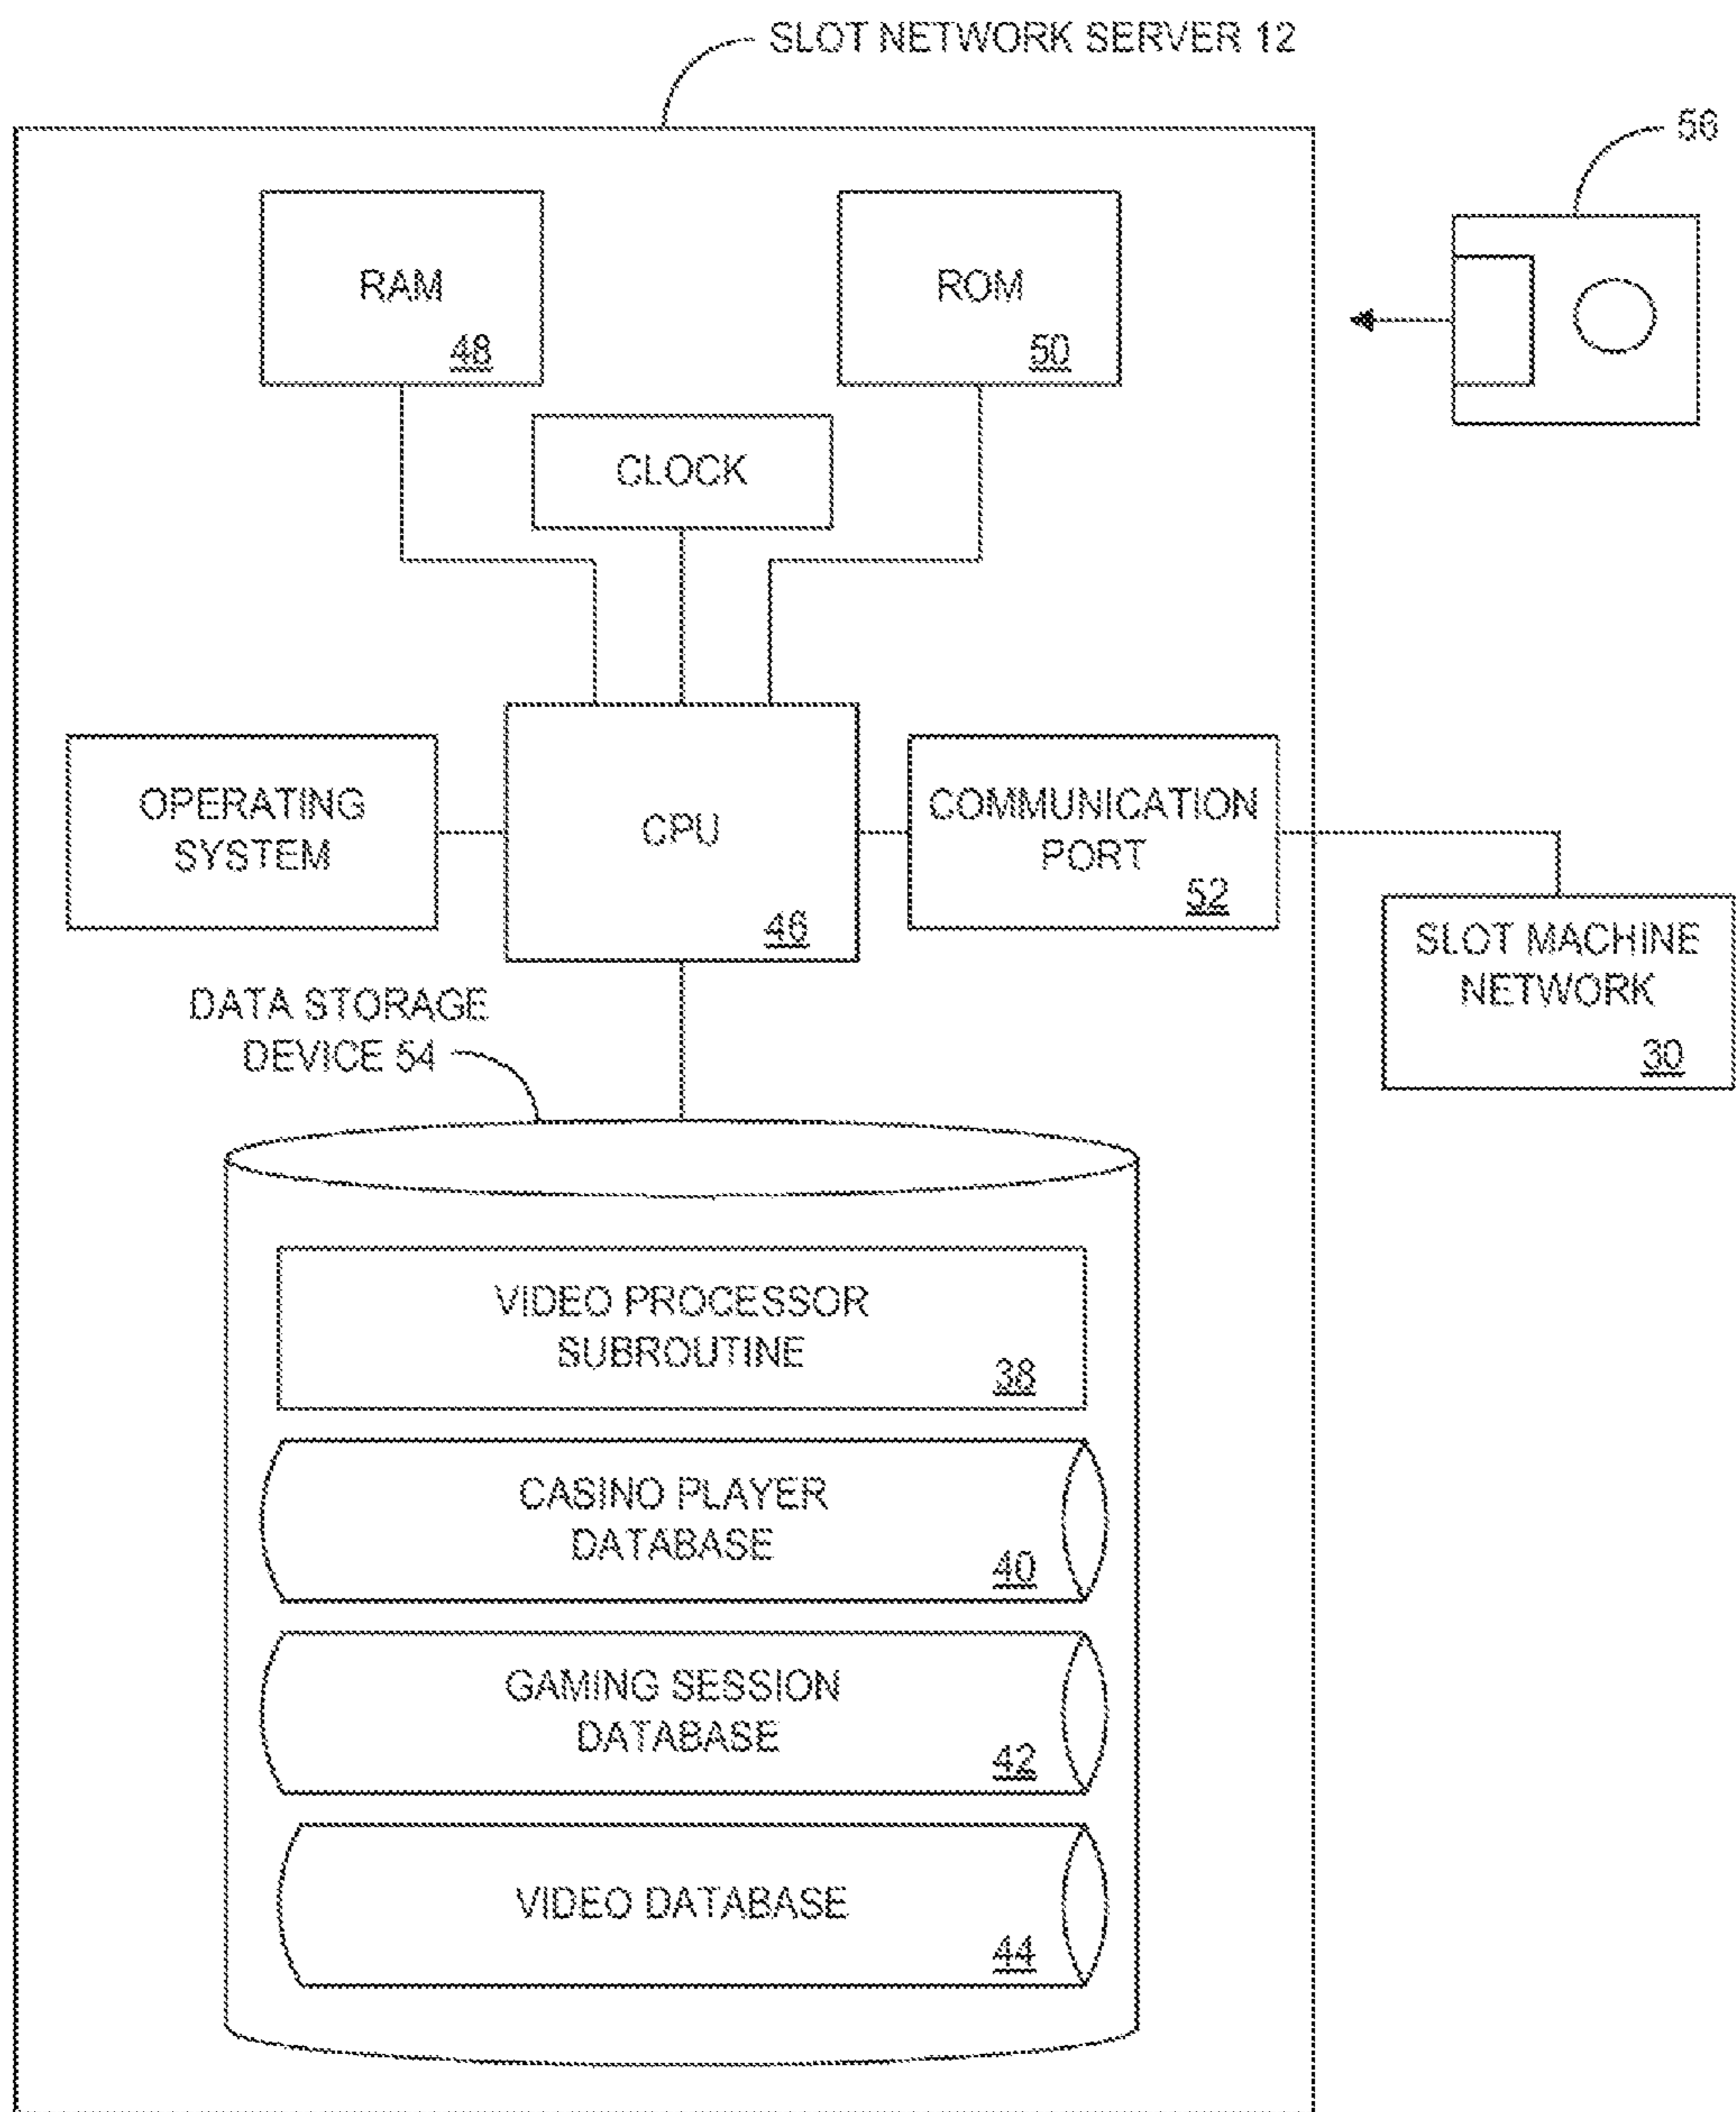 SLOT NETWORK SERVER 12
56
RAM
48
ROM
50
CLOCK
OPERATING
SYSTEM
CPU
46
COMMUNICATION
PORT
52
SLOT MACHINE
NETWORK
30
DATA STORAGE
DEVICE 54
VIDEO PROCESSOR
SUBROUTINE
38
CASINO PLAYER
DATABASE
40
GAMING SESSION
DATABASE
42
VIDEO DATABASE
44